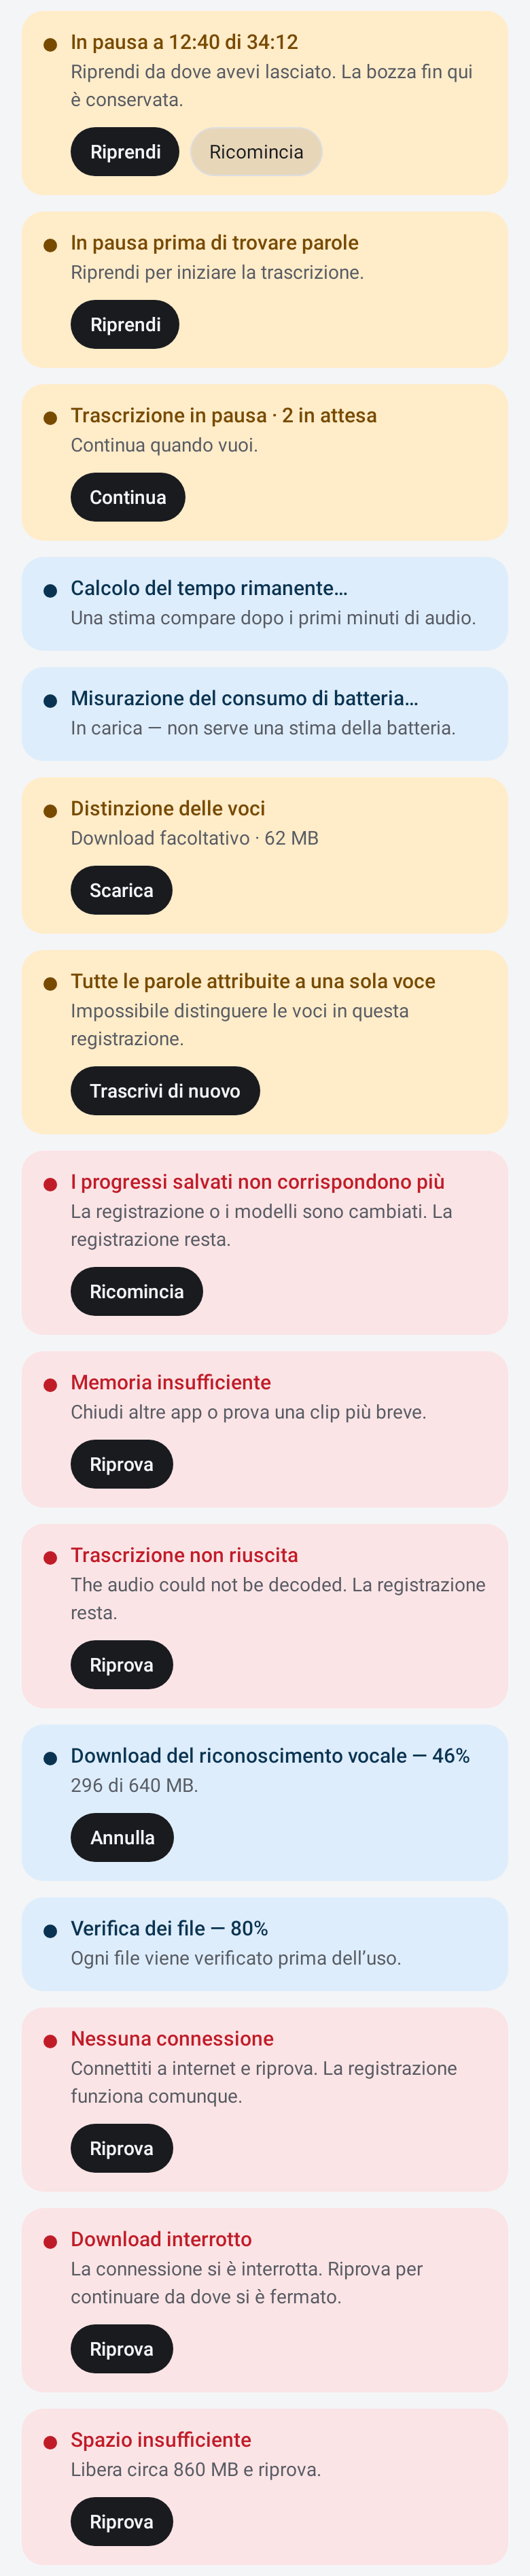 In pausa a 12:40 di 34:12
Riprendi da dove avevi lasciato. La bozza fin qui
è conservata.
Riprendi
Ricomincia
In pausa prima di trovare parole
Riprendi per iniziare la trascrizione.
Riprendi
Trascrizione in pausa · 2 in attesa
Continua quando vuoi.
Continua
Calcolo del tempo rimanente…
Una stima compare dopo i primi minuti di audio.
Misurazione del consumo di batteria…
In carica — non serve una stima della batteria.
Distinzione delle voci
Download facoltativo · 62 MB
Scarica
Tutte le parole attribuite a una sola voce
Impossibile distinguere le voci in questa
registrazione.
Trascrivi di nuovo
I progressi salvati non corrispondono più
La registrazione o i modelli sono cambiati. La
registrazione resta.
Ricomincia
Memoria insufficiente
Chiudi altre app o prova una clip più breve.
Riprova
Trascrizione non riuscita
The audio could not be decoded. La registrazione
resta.
Riprova
Download del riconoscimento vocale — 46%
296 di 640 MB.
Annulla
Verifica dei file — 80%
Ogni file viene verificato prima dell’uso.
Nessuna connessione
Connettiti a internet e riprova. La registrazione
funziona comunque.
Riprova
Download interrotto
La connessione si è interrotta. Riprova per
continuare da dove si è fermato.
Riprova
Spazio insufficiente
Libera circa 860 MB e riprova.
Riprova